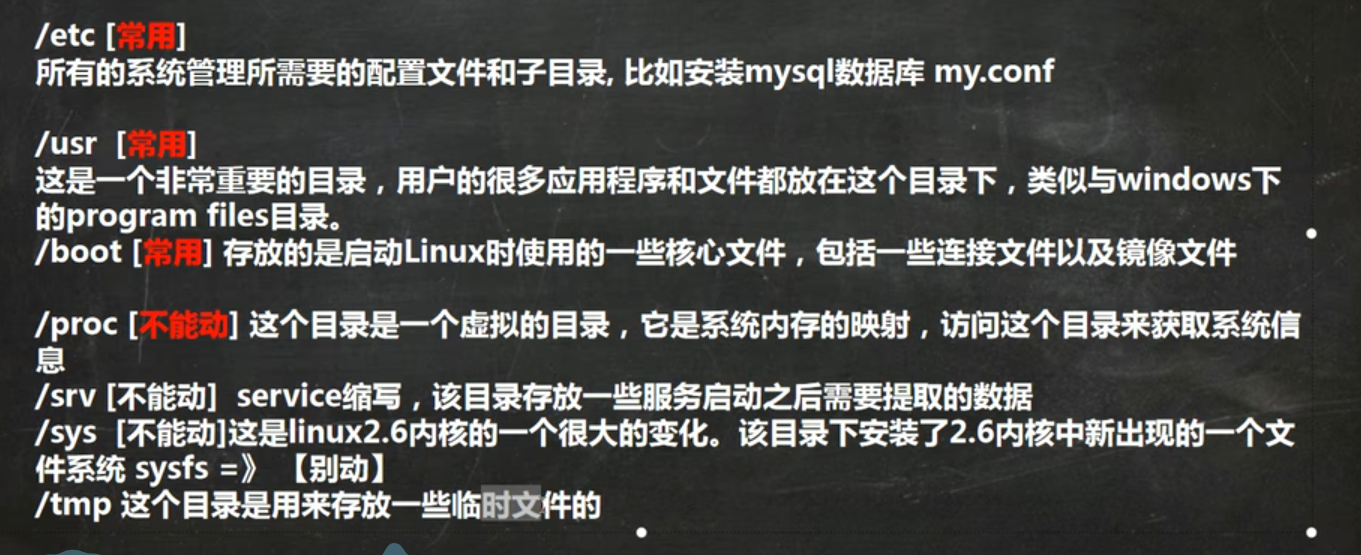 /etc [常用]
所有的系统管理所需要的配置文件和子目录, 比如安装mysql数据库 my.conf
/usr [常用]
这是一个非常重要的目录，用户的很多应用程序和文件都放在这个目录下，类似与windows下
的program files目录。
/boot [常用] 存放的是启动Linux时使用的一些核心文件，包括一些连接文件以及镜像文件
/proc [不能动] 这个目录是一个虚拟的目录，它是系统内存的映射，访问这个目录来获取系统信
息
/srv [不能动] service缩写，该目录存放一些服务启动之后需要提取的数据
/sys [不能动]这是linux2.6内核的一个很大的变化。该目录下安装了2.6内核中新出现的一个文
件系统 sysfs =》 【别动】
/tmp 这个目录是用来存放一些临时文件的